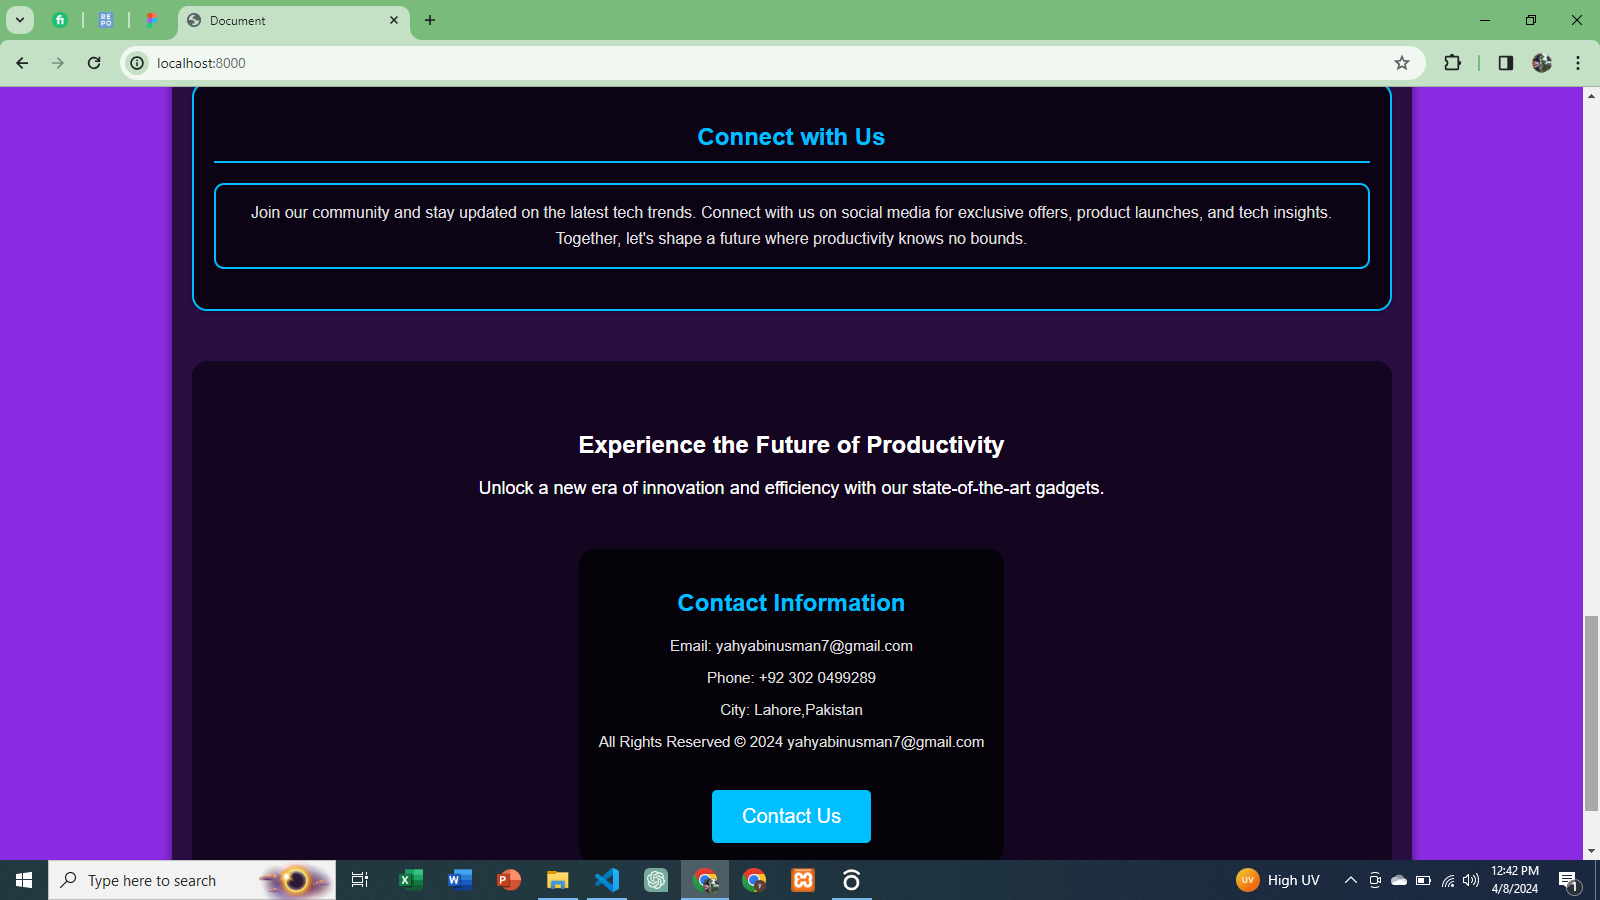 Document
localhost:8000
Connect with Us
Join our community and stay updated on the latest tech trends. Connect with us on social media for exclusive offers, product launches, and tech insights.
Together, let's shape a future where productivity knows no bounds.
Experience the Future of Productivity
Unlock a new era of innovation and efficiency with our state-of-the-art gadgets.
Contact Information
Email: yahyabinusman7@gmail.com
Phone: +92 302 0499289
City: Lahore,Pakistan
All Rights Reserved © 2024 yahyabinusman7@gmail.com
Contact Us
Type here to search
UV
High UV
12:42 PM
4/8/2024
1